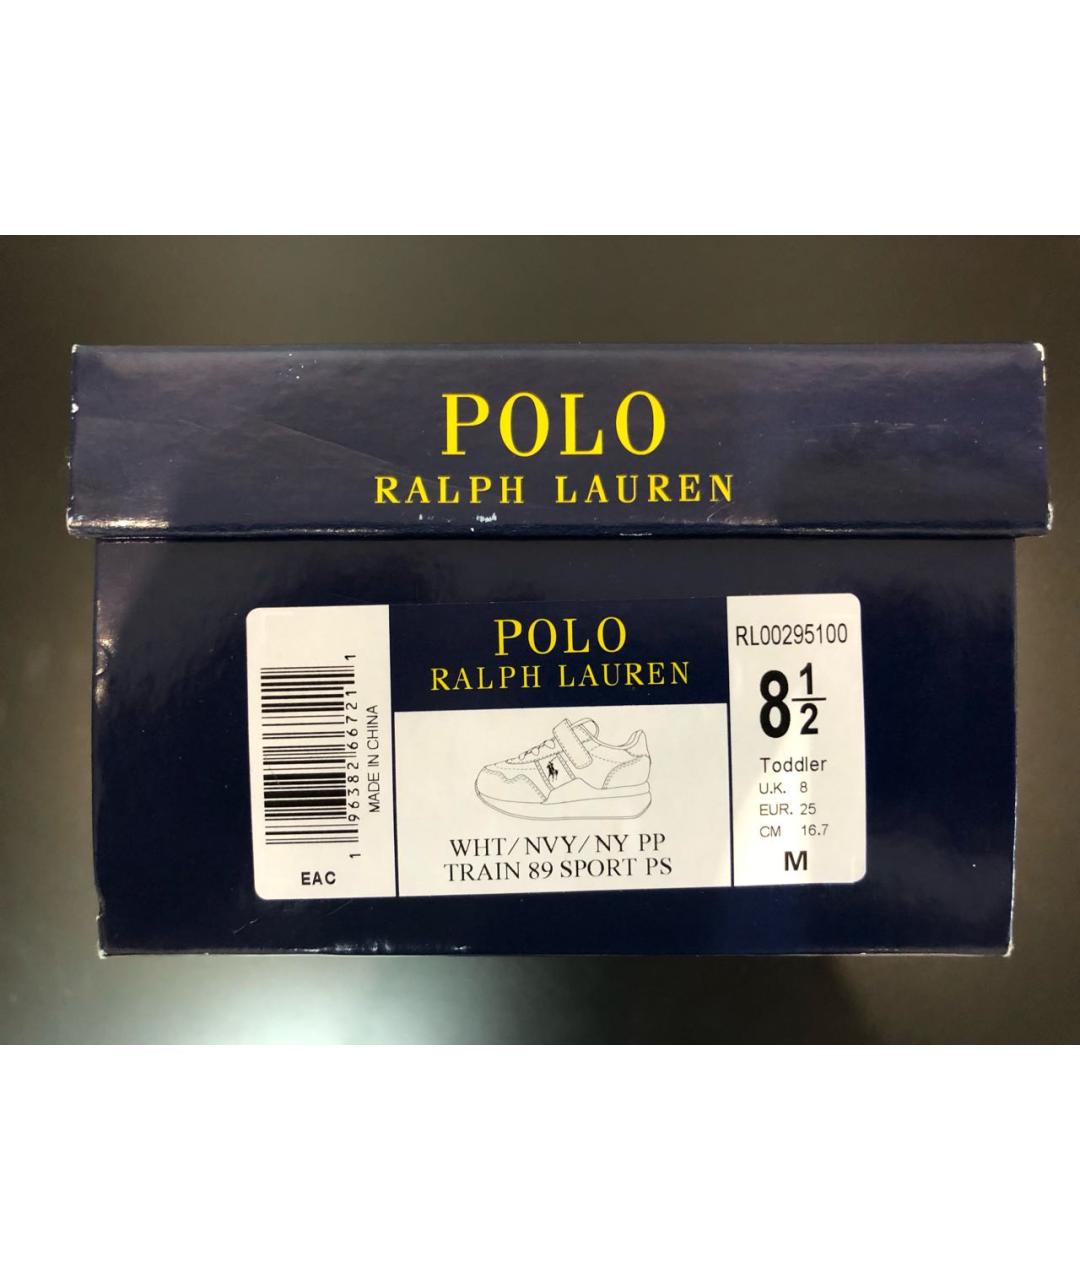 POLO
RALPH LAUREN
1 96382 66721 1
MADE IN CHINA
EAC
POLO
RALPH LAUREN
WHT/NVY/NY PP
TRAIN 89 SPORT PS
RL00295100
8 1/2
Toddler
U.K. 8
EUR. 25
CM 16.7
M